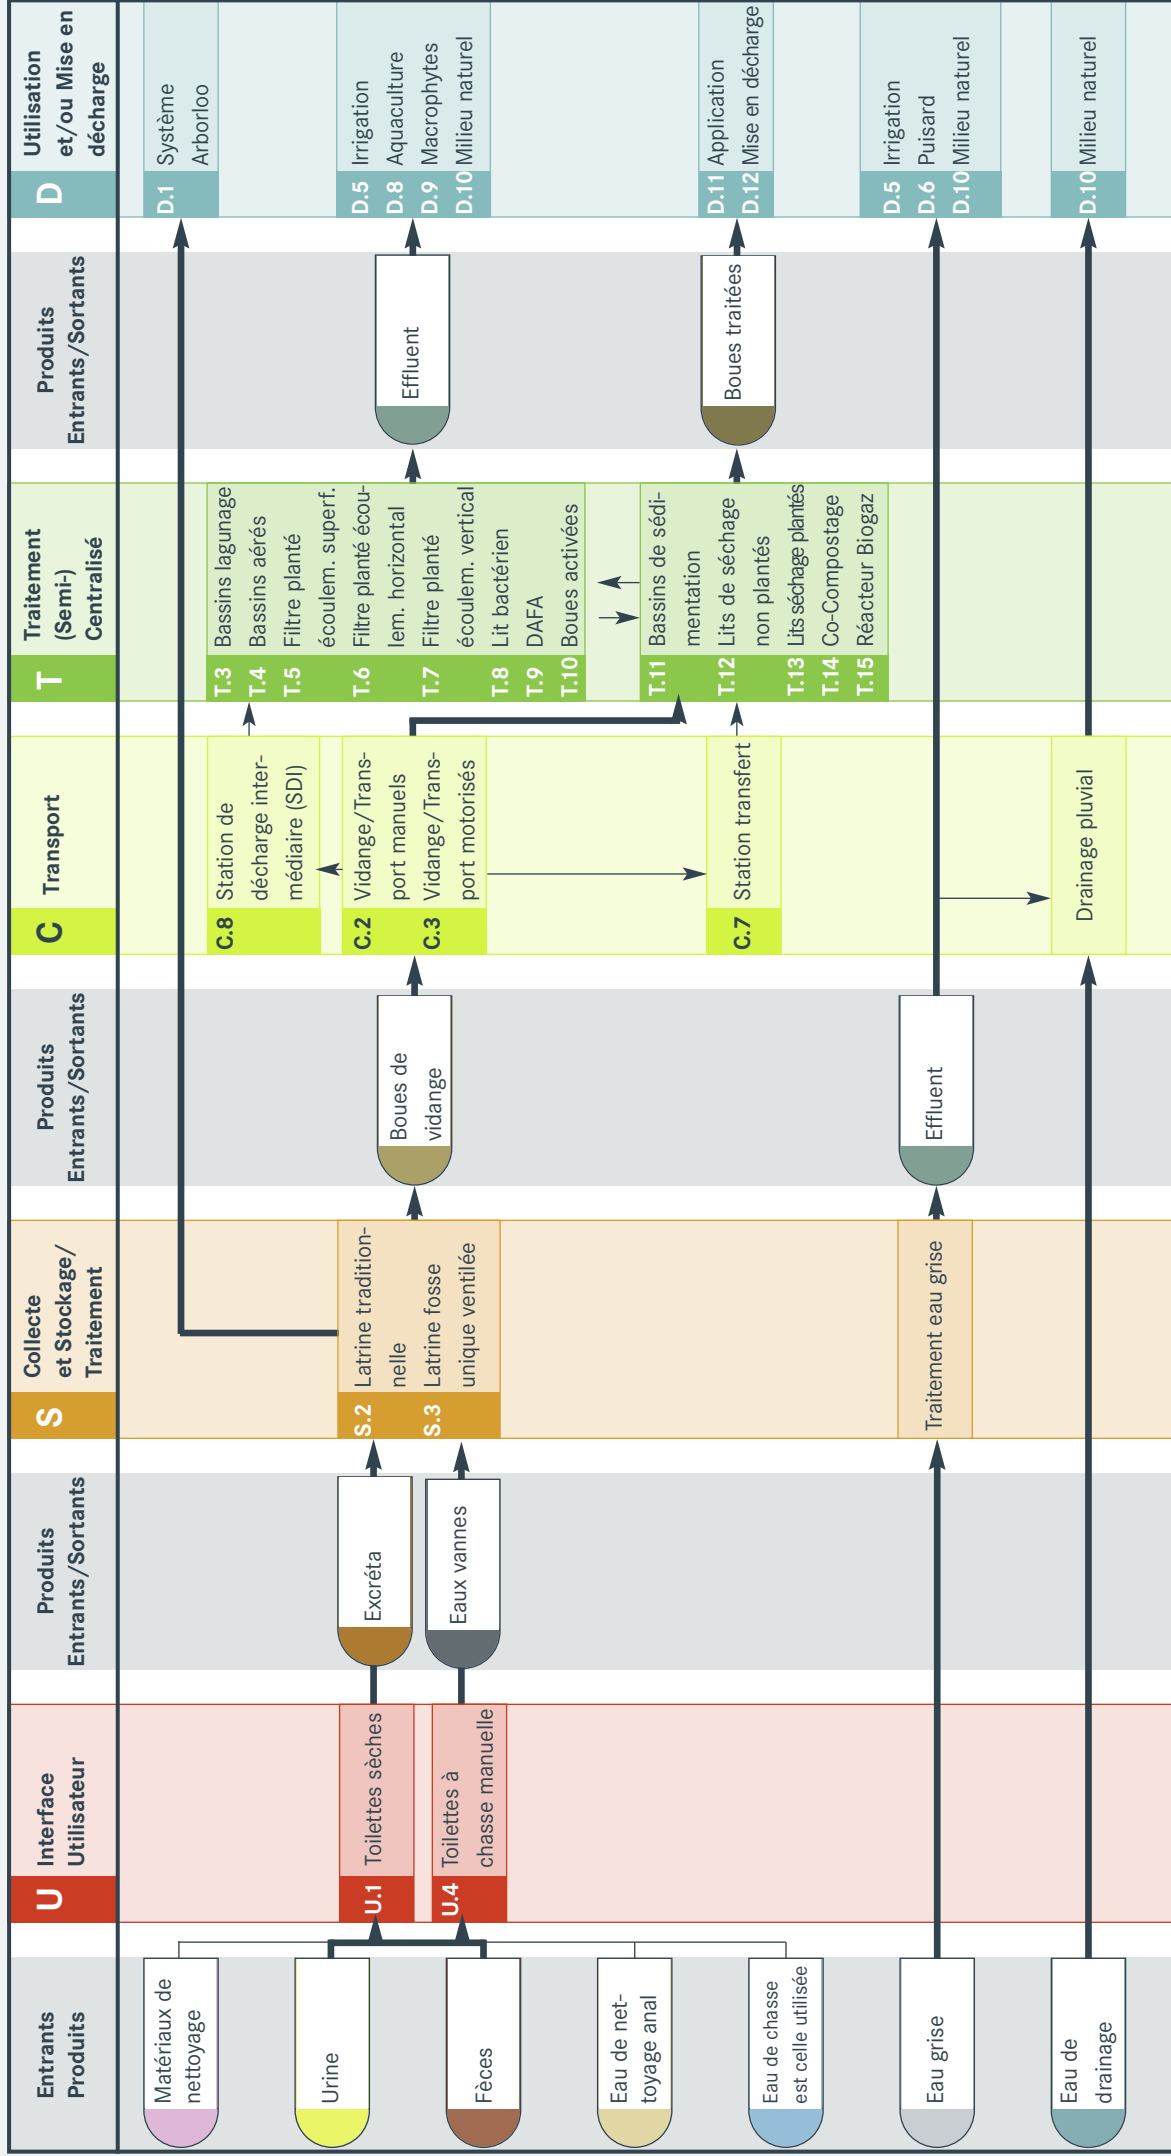 Entrants
Produits
U
Interface
Utilisateur
Produits
Entrants/Sortants
S
Collecte
et Stockage/
Traitement
Produits
Entrants/Sortants
C
Transport
T
Traitement
(Semi-)
Centralisé
Produits
Entrants/Sortants
D
Utilisation
et/ou Mise en
décharge
Matériaux de
nettoyage
Urine
Fèces
Eau de net-
toyage anal
Eau de chasse
est celle utilisée
Eau grise
Eau de
drainage
U.1 Toilettes sèches
U.4 Toilettes à
chasse manuelle
Excréta
Eaux vannes
S.2 Latrine tradition-
nelle
S.3 Latrine fosse
unique ventilée
Traitement eau grise
Boues de
vidange
Effluent
C.8 Station de
décharge inter-
médiaire (SDI)
C.2 Vidange/Trans-
port manuels
C.3 Vidange/Trans-
port motorisés
C.7 Station transfert
Drainage pluvial
T.3 Bassins lagunage
T.4 Bassins aérés
T.5 Filtre planté
écoulem. superf.
T.6 Filtre planté écou-
lem. horizontal
T.7 Filtre planté
écoulem. vertical
T.8 Lit bactérien
T.9 DAFA
T.10 Boues activées
T.11 Bassins de sédi-
mentation
T.12 Lits de séchage
non plantés
T.13 Lits séchage plantés
T.14 Co-Compostage
T.15 Réacteur Biogaz
Effluent
Boues traitées
D.1 Système
Arborloo
D.5 Irrigation
D.8 Aquaculture
D.9 Macrophytes
D.10 Milieu naturel
D.11 Application
D.12 Mise en décharge
D.5 Irrigation
D.6 Puisard
D.10 Milieu naturel
D.10 Milieu naturel